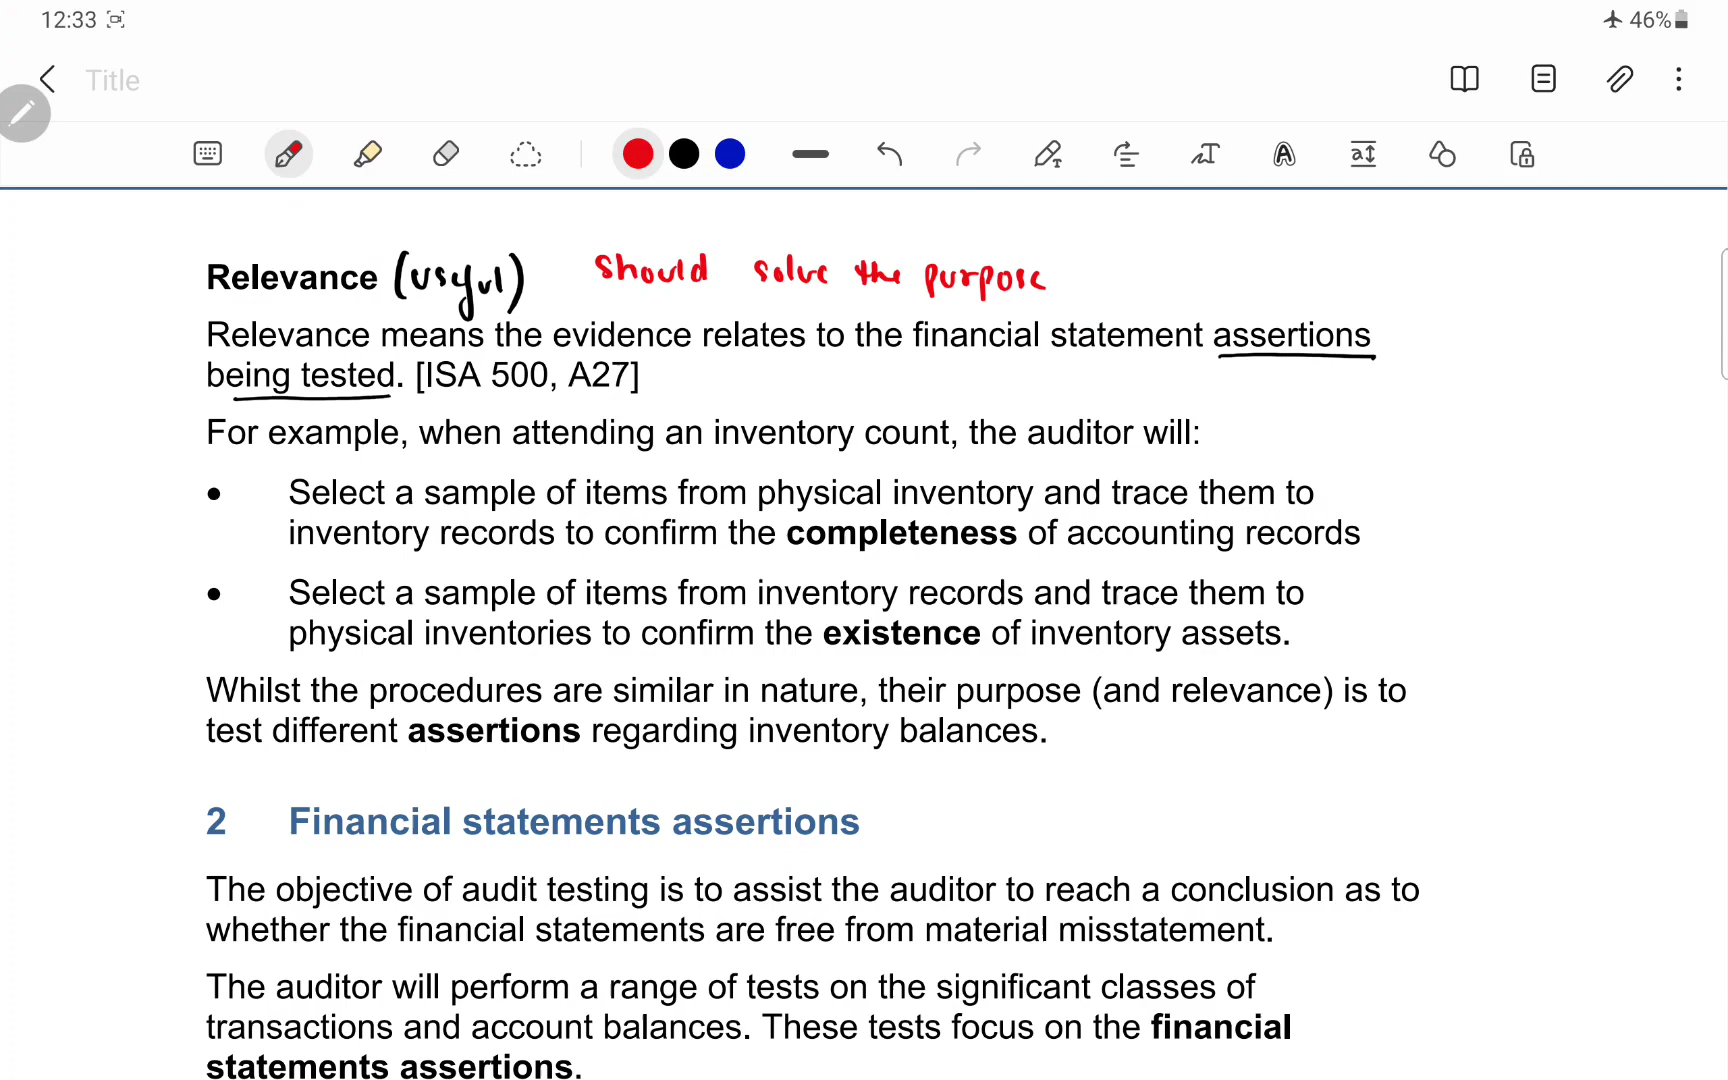 12:33 46%
Title
Relevance (useful) should solve the purpose
Relevance means the evidence relates to the financial statement assertions
being tested. [ISA 500, A27]
For example, when attending an inventory count, the auditor will:
• Select a sample of items from physical inventory and trace them to
inventory records to confirm the completeness of accounting records
• Select a sample of items from inventory records and trace them to
physical inventories to confirm the existence of inventory assets.
Whilst the procedures are similar in nature, their purpose (and relevance) is to
test different assertions regarding inventory balances.
2 Financial statements assertions
The objective of audit testing is to assist the auditor to reach a conclusion as to
whether the financial statements are free from material misstatement.
The auditor will perform a range of tests on the significant classes of
transactions and account balances. These tests focus on the financial
statements assertions.